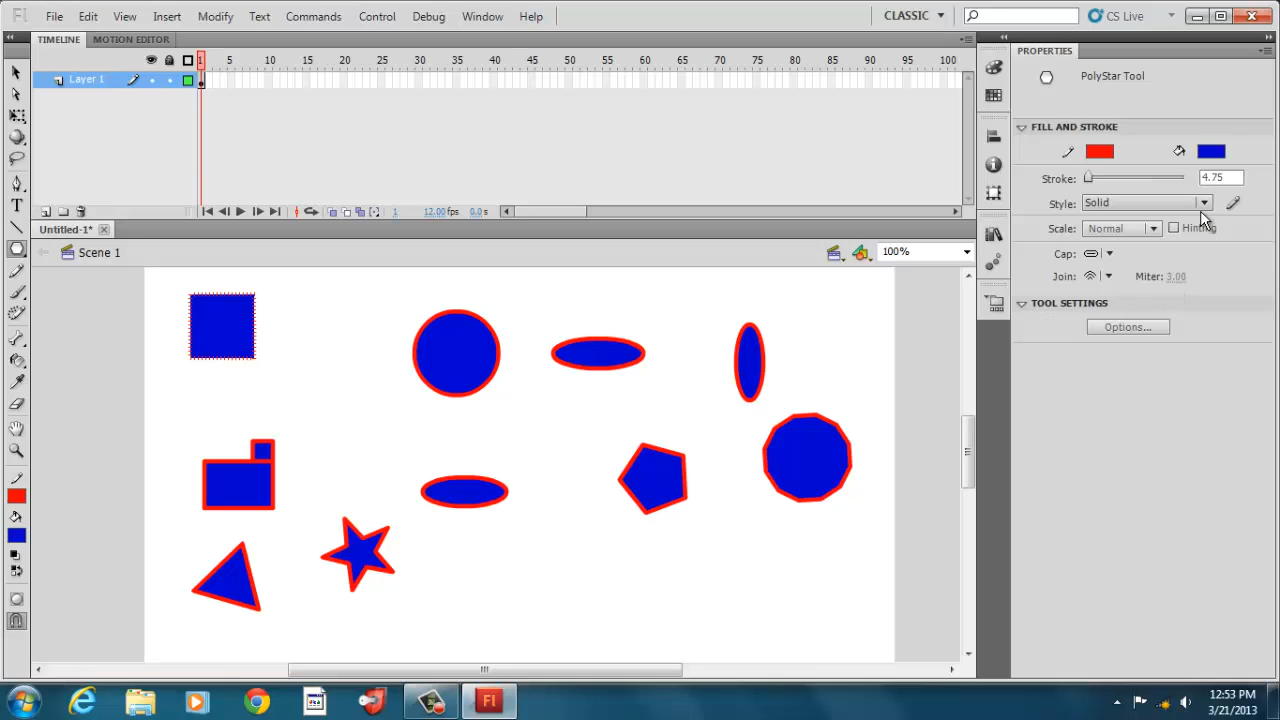 Fl File Edit View Insert Modify Text Commands Control Debug Window Help CLASSIC CS Live
TIMELINE MOTION EDITOR
1 5 10 15 20 25 30 35 40 45 50 55 60 65 70 75 80 85 90 95 100
Layer 1
1 12.00 fps 0.0 s
Untitled-1*
Scene 1 100%
PROPERTIES
PolyStar Tool
FILL AND STROKE
Stroke: 4.75
Style: Solid
Scale: Normal Hinting
Cap:
Join: Miter: 3.00
TOOL SETTINGS
Options...
Fl 12:53 PM
3/21/2013